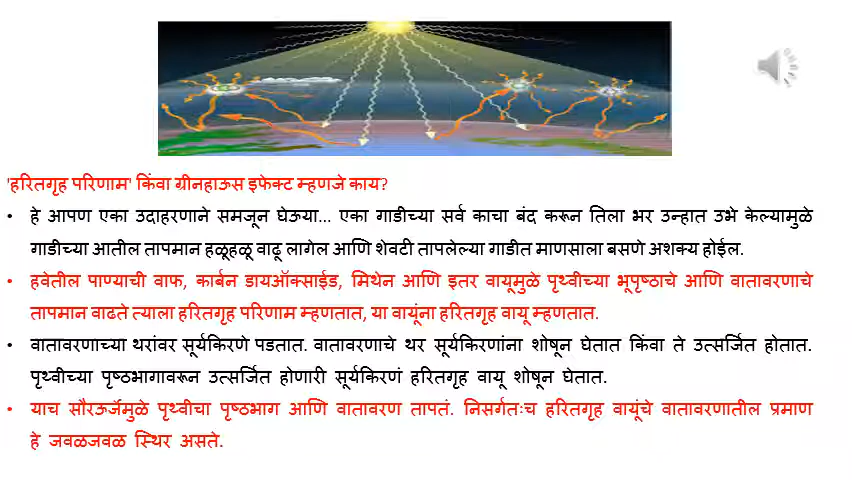 'हरितगृह परिणाम' किंवा ग्रीनहाऊस इफेक्ट म्हणजे काय?
• हे आपण एका उदाहरणाने समजून घेऊया... एका गाडीच्या सर्व काचा बंद करून तिला भर उन्हात उभे केल्यामुळे
गाडीच्या आतील तापमान हळूहळू वाढू लागेल आणि शेवटी तापलेल्या गाडीत माणसाला बसणे अशक्य होईल.
• हवेतील पाण्याची वाफ, कार्बन डायऑक्साईड, मिथेन आणि इतर वायूमुळे पृथ्वीच्या भूपृष्ठाचे आणि वातावरणाचे
तापमान वाढते त्याला हरितगृह परिणाम म्हणतात, या वायूंना हरितगृह वायू म्हणतात.
• वातावरणाच्या थरांवर सूर्यकिरणे पडतात. वातावरणाचे थर सूर्यकिरणांना शोषून घेतात किंवा ते उत्सर्जित होतात.
पृथ्वीच्या पृष्ठभागावरून उत्सर्जित होणारी सूर्यकिरणं हरितगृह वायू शोषून घेतात.
• याच सौरऊर्जेमुळे पृथ्वीचा पृष्ठभाग आणि वातावरण तापतं. निसर्गतःच हरितगृह वायूंचे वातावरणातील प्रमाण
हे जवळजवळ स्थिर असते.